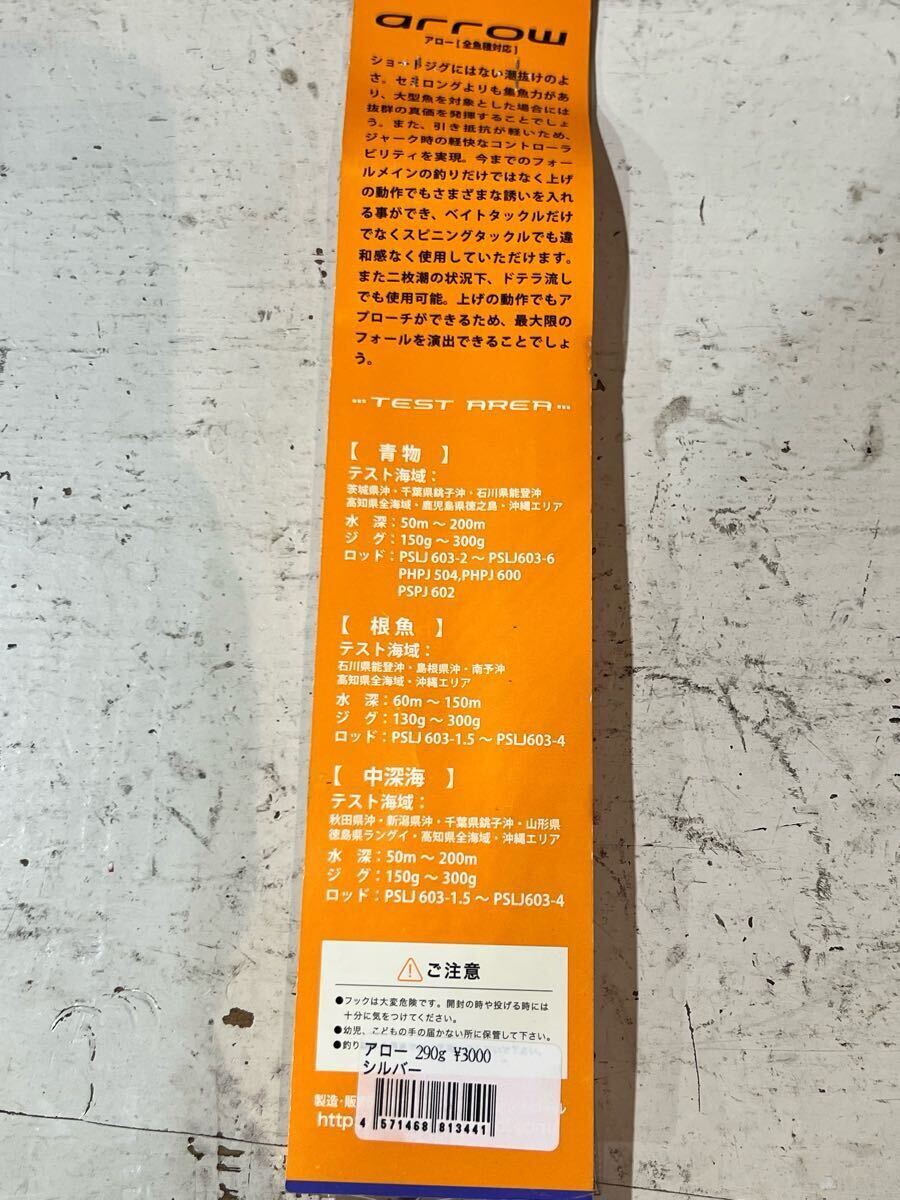 arrow
アロー [ 全魚種対応 ]
ショートジグにはない潮抜けのよ
さ。セミロングよりも集魚力があ
り、大型魚を対象とした場合には
抜群の真価を発揮することでしょ
う。また、引き抵抗が軽いため、
ジャーク時の軽快なコントローラ
ビリティを実現。今までのフォー
ルメインの釣りだけではなく上げ
の動作でもさまざまな誘いを入れ
る事ができ、ベイトタックルだけ
でなくスピニングタックルでも違
和感なく使用していただけます。
また二枚潮の状況下、ドテラ流し
でも使用可能。上げの動作でもア
プローチができるため、最大限の
フォールを演出できることでしょ
う。
TEST AREA
【 青物 】
テスト海域：
茨城県沖・千葉県銚子沖・石川県能登沖
高知県全海域・鹿児島県徳之島・沖縄エリア
水 深：50m ～ 200m
ジ グ：150g ～ 300g
ロッド：PSLJ 603-2 ～ PSLJ603-6
PHPJ 504,PHPJ 600
PSPJ 602
【 根魚 】
テスト海域：
石川県能登沖・島根県沖・南予沖
高知県全海域・沖縄エリア
水 深：60m ～ 150m
ジ グ：130g ～ 300g
ロッド：PSLJ 603-1.5 ～ PSLJ603-4
【 中深海 】
テスト海域：
秋田県沖・新潟県沖・千葉県銚子沖・山形県
徳島県ラングイ・高知県全海域・沖縄エリア
水 深：50m ～ 200m
ジ グ：150g ～ 300g
ロッド：PSLJ 603-1.5 ～ PSLJ603-4
ご注意
●フックは大変危険です。開封の時や投げる時には
十分に気をつけてください。
●幼児、こどもの手の届かない所に保管して下さい。
●釣り
アロー 290g ¥3000
シルバー
製造・販
http
4 571468 813441